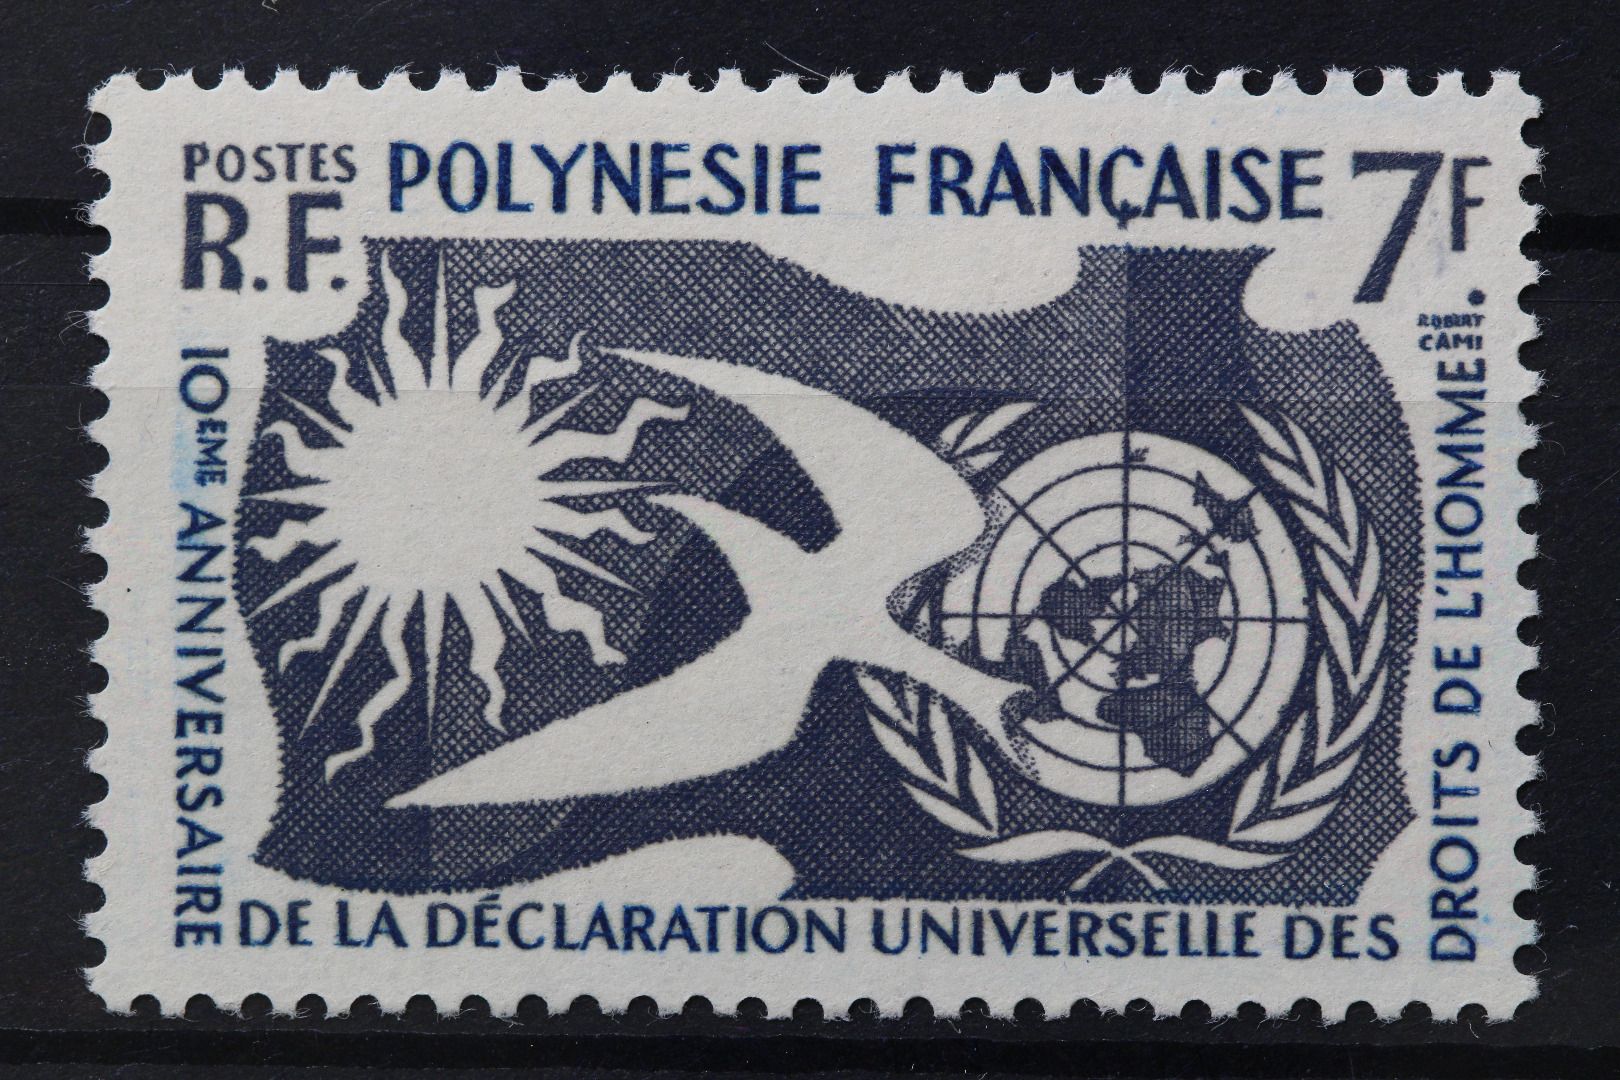 POSTES
R.F.
POLYNESIE FRANÇAISE
7F
ROBERT
CAMI
10ÈME ANNIVERSAIRE
DE LA DÉCLARATION UNIVERSELLE DES
DROITS DE L'HOMME.